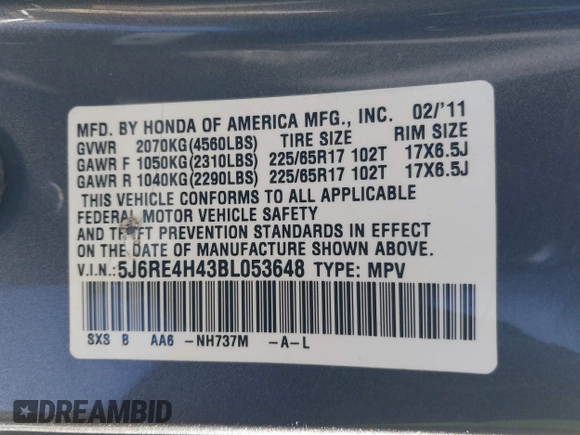 MFD. BY HONDA OF AMERICA MFG., INC. 02/'11
GVWR 2070KG(4560LBS) TIRE SIZE RIM SIZE
GAWR F 1050KG(2310LBS) 225/65R17 102T 17X6.5J
GAWR R 1040KG(2290LBS) 225/65R17 102T 17X6.5J
THIS VEHICLE CONFORMS TO ALL APPLICABLE
FEDERAL MOTOR VEHICLE SAFETY
AND THEFT PREVENTION STANDARDS IN EFFECT
ON THE DATE OF MANUFACTURE SHOWN ABOVE.
V.I.N.:5J6RE4H43BL053648 TYPE: MPV
SXS B AA6 -NH737M -A-L
DREAMBID